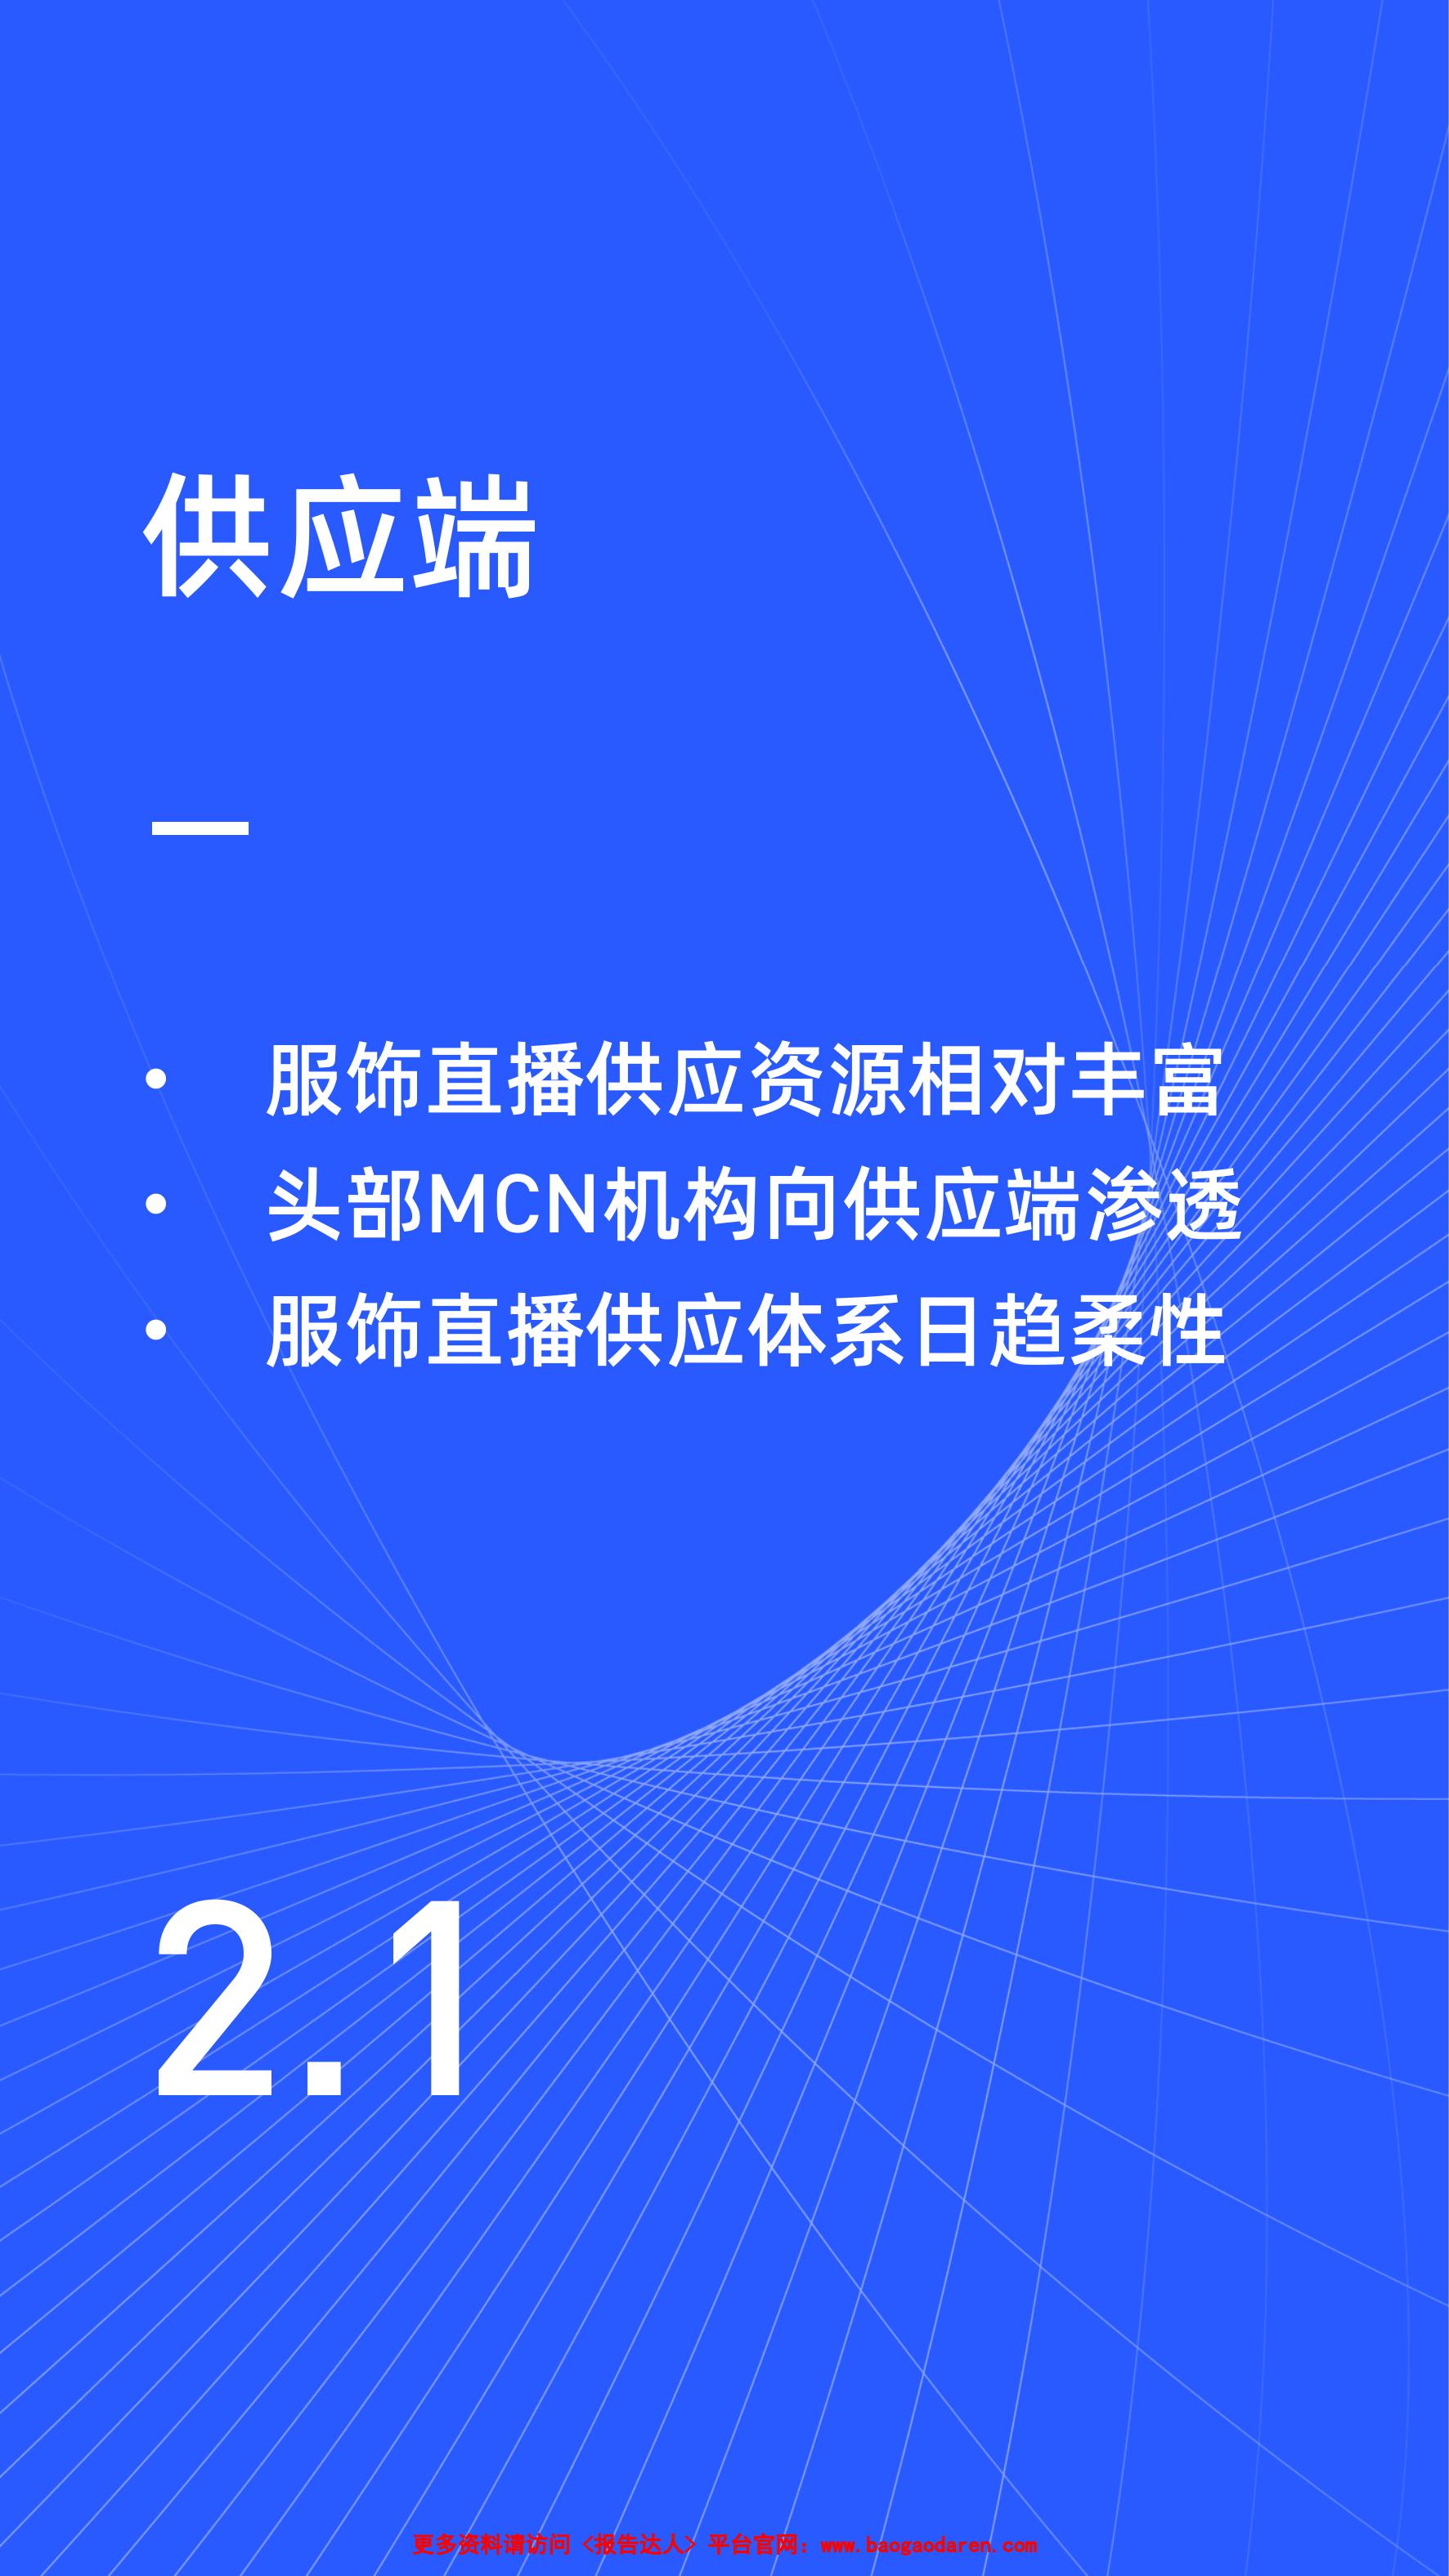 供应端
• 服饰直播供应资源相对丰富
• 头部MCN机构向供应端渗透
• 服饰直播供应体系日趋柔性
2.1
更多资料请访问 <报告达人> 平台官网：www.baogaodaren.com